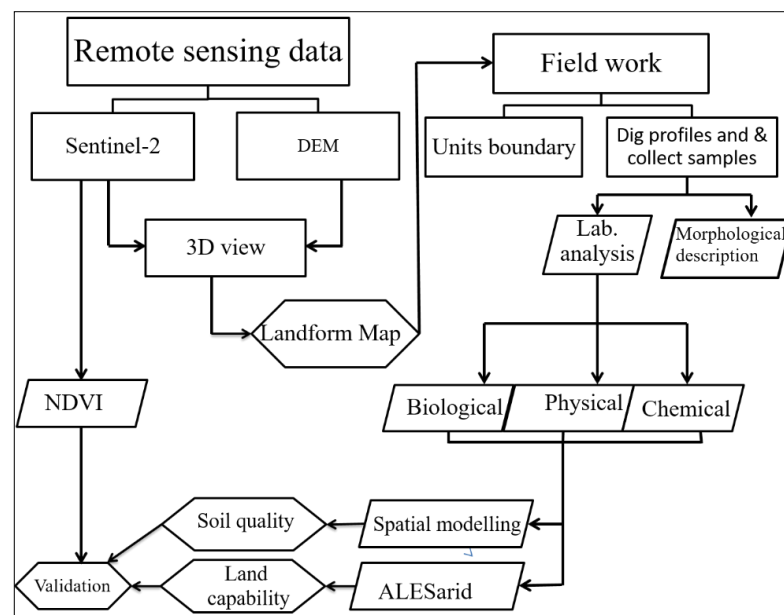 Remote sensing data
Field work
Sentinel-2
DEM
Units boundary
Dig profiles and &
collect samples
3D view
Lab.
analysis
Morphological
description
Landform Map
NDVI
Biological
Physical
Chemical
Soil quality
Spatial modelling
Validation
Land
capability
ALESarid